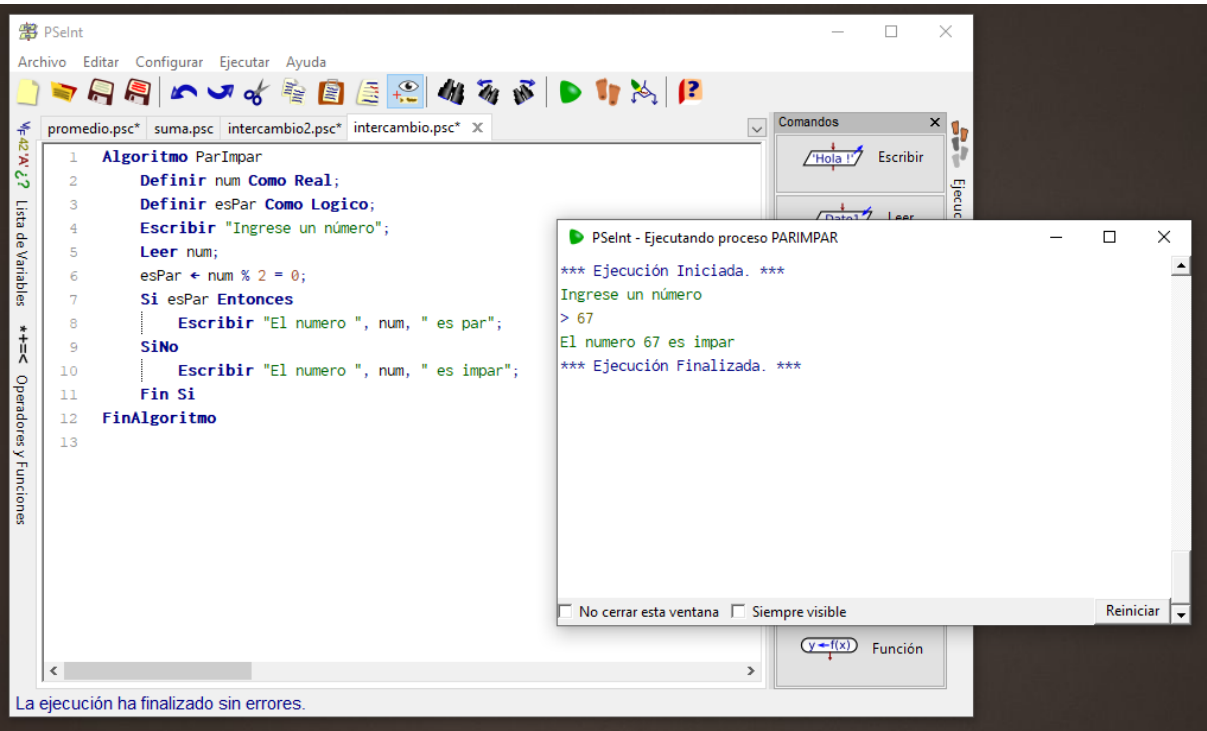 PSeInt
Archivo Editar Configurar Ejecutar Ayuda
promedio.psc* suma.psc intercambio2.psc* intercambio.psc*
Lista de Variables
*+=< Operadores y Funciones
1 Algoritmo ParImpar
2 Definir num Como Real;
3 Definir esPar Como Logico;
4 Escribir "Ingrese un número";
5 Leer num;
6 esPar ← num % 2 = 0;
7 Si esPar Entonces
8 Escribir "El numero ", num, " es par";
9 SiNo
10 Escribir "El numero ", num, " es impar";
11 Fin Si
12 FinAlgoritmo
13
Comandos
'Hola !' Escribir
Dato1 Leer
y←f(x) Función
PSeInt - Ejecutando proceso PARIMPAR
*** Ejecución Iniciada. ***
Ingrese un número
> 67
El numero 67 es impar
*** Ejecución Finalizada. ***
No cerrar esta ventana Siempre visible Reiniciar
La ejecución ha finalizado sin errores.